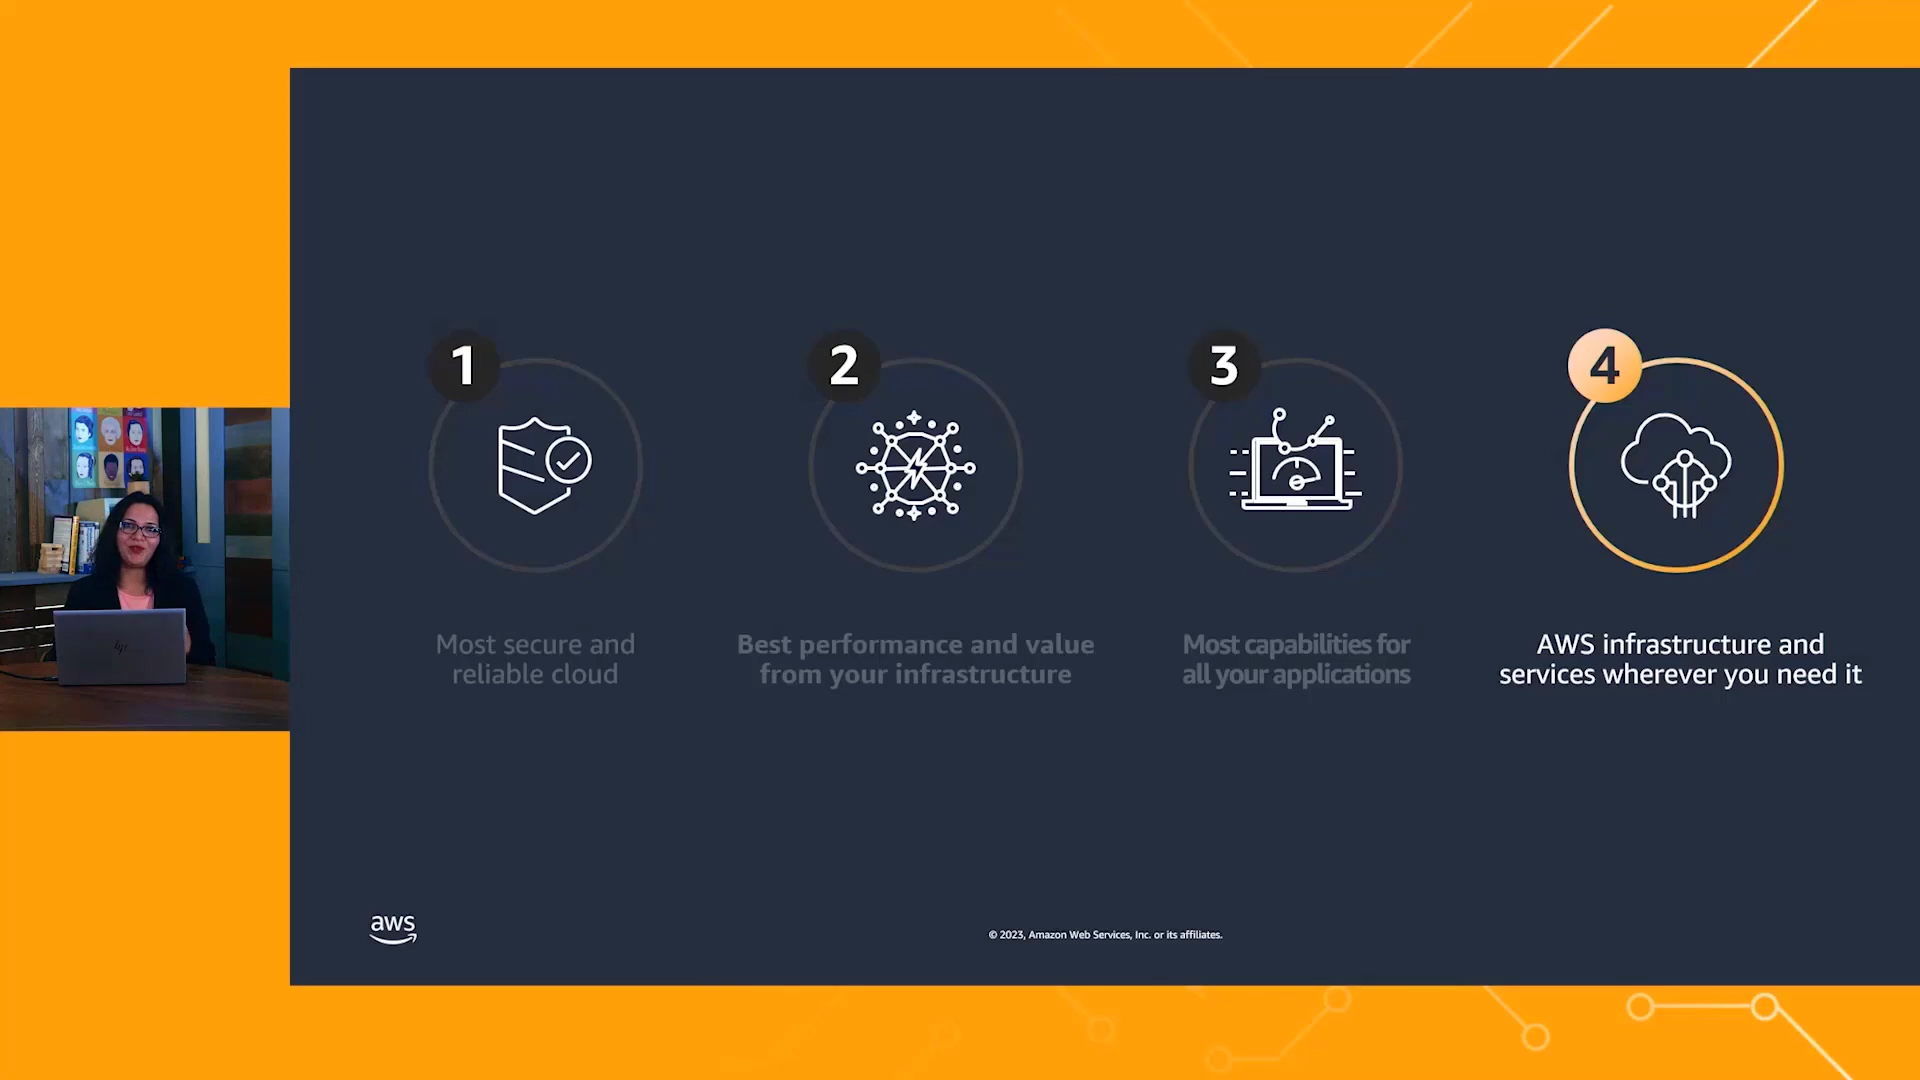 1
Most secure and
reliable cloud
2
Best performance and value
from your infrastructure
3
Most capabilities for
all your applications
4
AWS infrastructure and
services wherever you need it
aws
© 2023, Amazon Web Services, Inc. or its affiliates.
hp